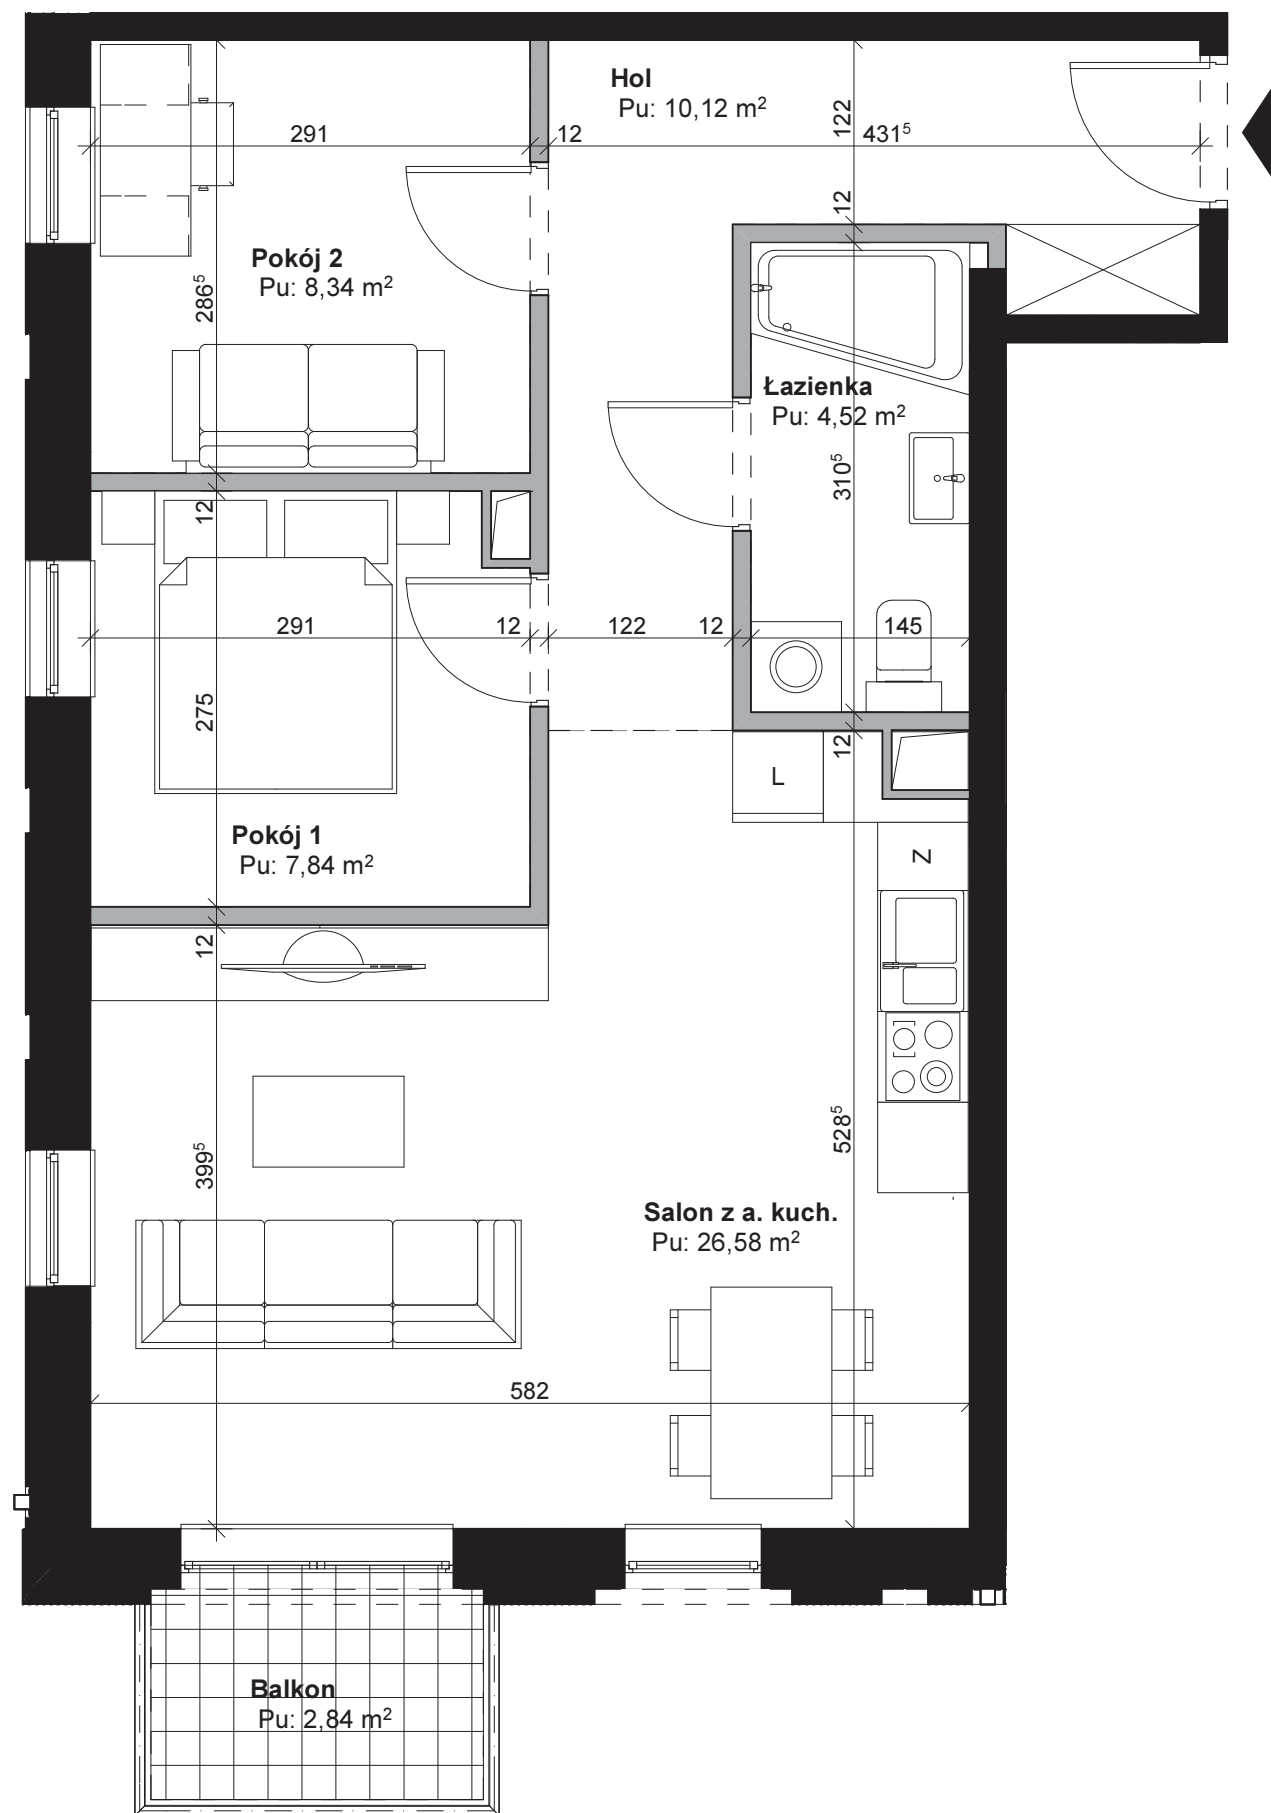 Hol
Pu: 10,12 m²
122
291
12
431⁵
12
Pokój 2
Pu: 8,34 m²
286⁵
Łazienka
Pu: 4,52 m²
310⁵
12
291
12
122
12
145
275
12
L
Pokój 1
Pu: 7,84 m²
Z
12
399⁵
528⁵
Salon z a. kuch.
Pu: 26,58 m²
582
Balkon
Pu: 2,84 m²